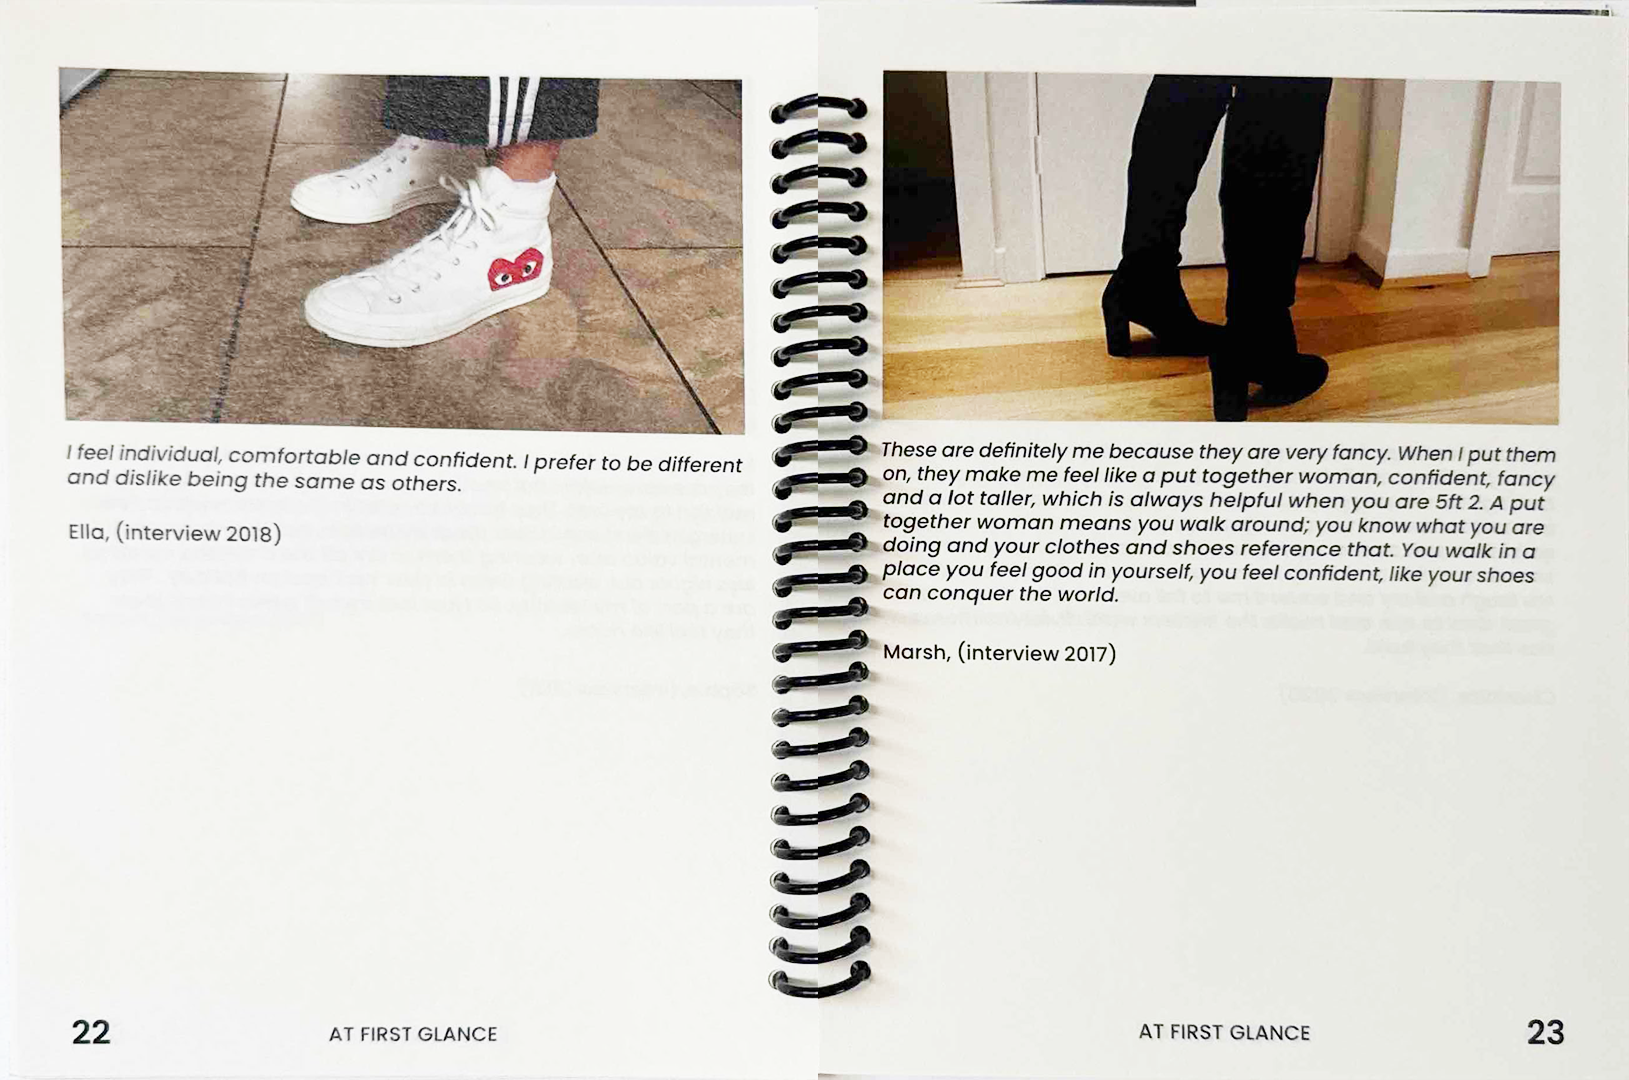 I feel individual, comfortable and confident. I prefer to be different
and dislike being the same as others.
Ella, (interview 2018)
22
AT FIRST GLANCE
These are definitely me because they are very fancy. When I put them
on, they make me feel like a put together woman, confident, fancy
and a lot taller, which is always helpful when you are 5ft 2. A put
together woman means you walk around; you know what you are
doing and your clothes and shoes reference that. You walk in a
place you feel good in yourself, you feel confident, like your shoes
can conquer the world.
Marsh, (interview 2017)
AT FIRST GLANCE
23